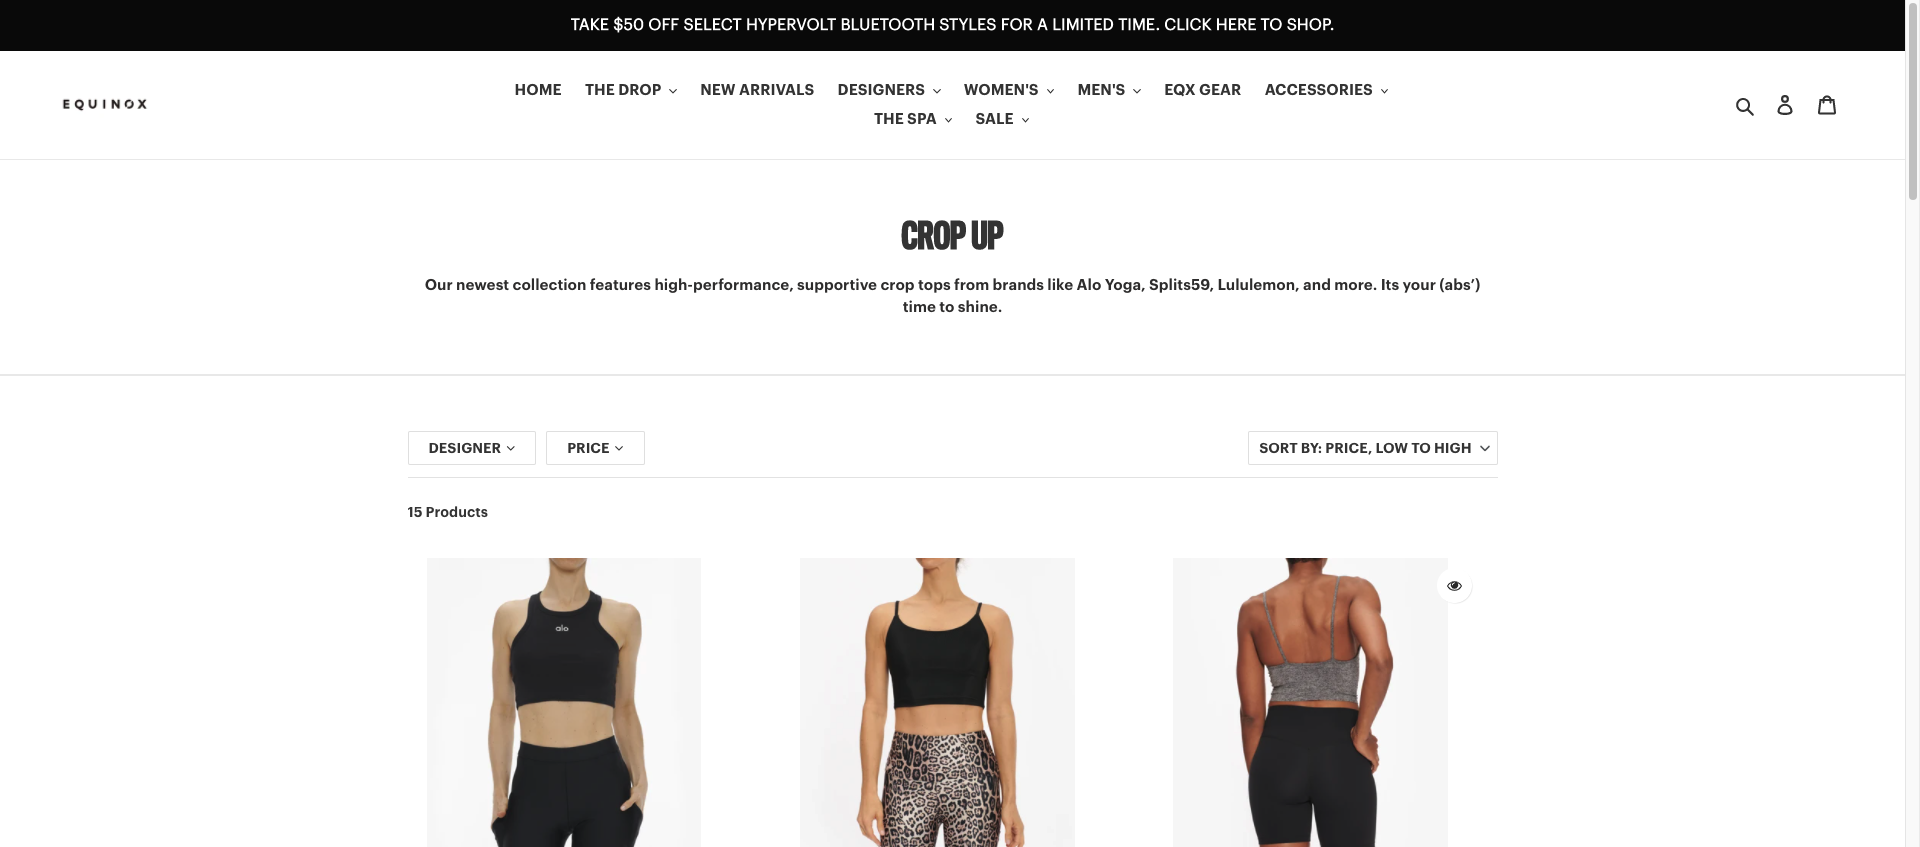 TAKE $50 OFF SELECT HYPERVOLT BLUETOOTH STYLES FOR A LIMITED TIME. CLICK HERE TO SHOP.
EQUINOX
HOME THE DROP NEW ARRIVALS DESIGNERS WOMEN'S MEN'S EQX GEAR ACCESSORIES
THE SPA SALE
CROP UP
Our newest collection features high-performance, supportive crop tops from brands like Alo Yoga, Splits59, Lululemon, and more. Its your (abs’)
time to shine.
DESIGNER PRICE SORT BY: PRICE, LOW TO HIGH
15 Products
alo